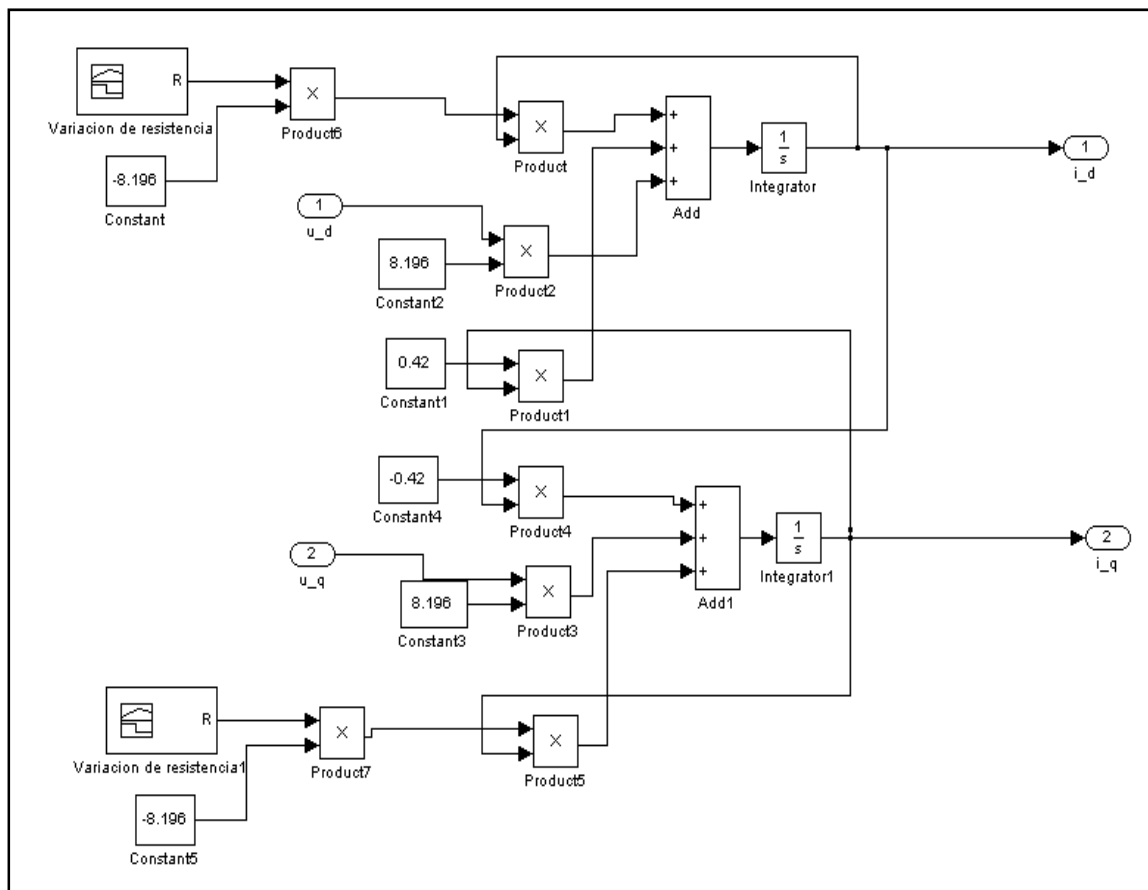 R
Variacion de resistencia
-8.196
Constant
×
Product6
1
u_d
×
Product
8.196
Constant2
×
Product2
+
+
+
Add
1
s
Integrator
1
i_d
0.42
Constant1
×
Product1
-0.42
Constant4
×
Product4
2
u_q
8.196
Constant3
×
Product3
+
+
+
Add1
1
s
Integrator1
2
i_q
R
Variacion de resistencia1
-8.196
Constant5
×
Product7
×
Product5